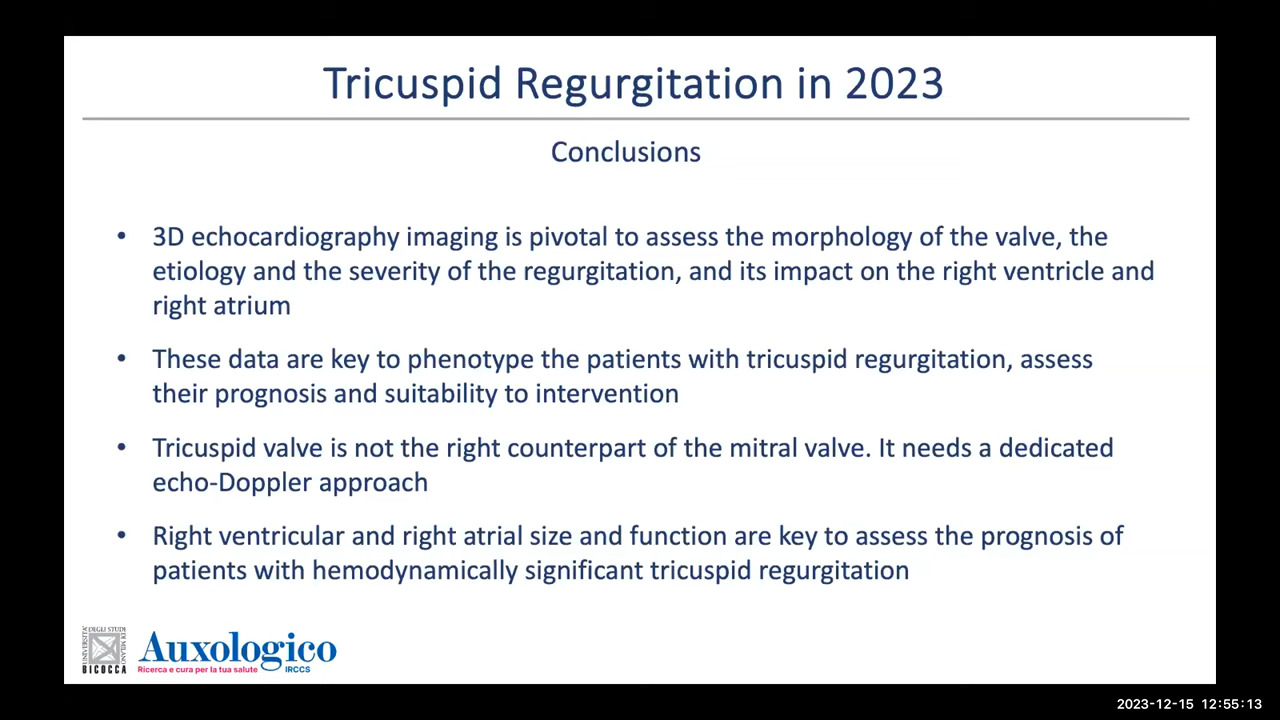 Tricuspid Regurgitation in 2023
Conclusions
• 3D echocardiography imaging is pivotal to assess the morphology of the valve, the
etiology and the severity of the regurgitation, and its impact on the right ventricle and
right atrium
• These data are key to phenotype the patients with tricuspid regurgitation, assess
their prognosis and suitability to intervention
• Tricuspid valve is not the right counterpart of the mitral valve. It needs a dedicated
echo-Doppler approach
• Right ventricular and right atrial size and function are key to assess the prognosis of
patients with hemodynamically significant tricuspid regurgitation
UNIVERSITA'
DEGLI STUDI
DI MILANO
BICOCCA
Auxologico
Ricerca e cura per la tua salute IRCCS
2023-12-15 12:55:13